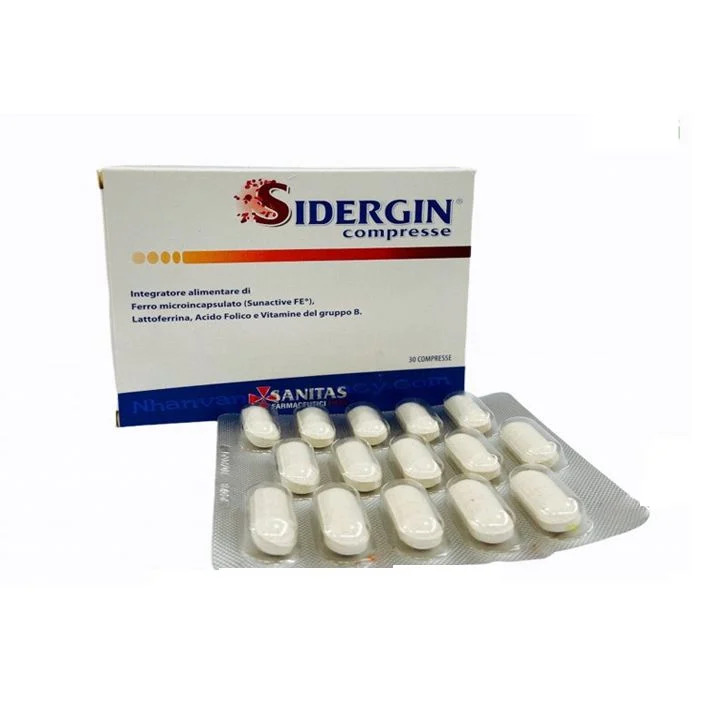 SIDERGIN®
compresse
Integratore alimentare di
Ferro microincapsulato (Sunactive FE®),
Lattoferrina, Acido Folico e Vitamine del gruppo B.
30 COMPRESSE
SANITAS
FARMACEUTICI